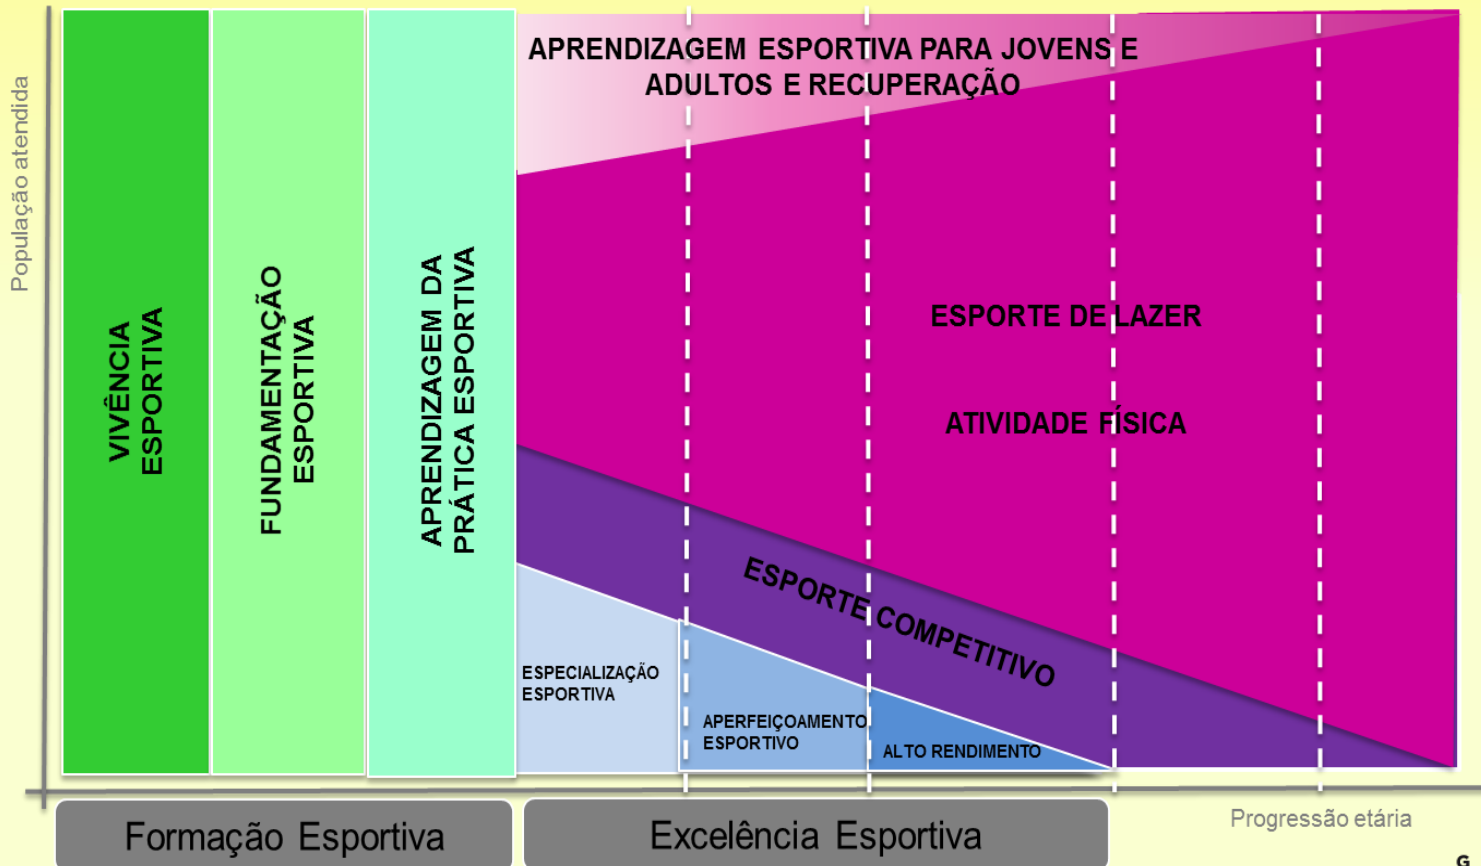 População atendida
VIVÊNCIA
ESPORTIVA
FUNDAMENTAÇÃO
ESPORTIVA
APRENDIZAGEM DA
PRÁTICA ESPORTIVA
APRENDIZAGEM ESPORTIVA PARA JOVENS E
ADULTOS E RECUPERAÇÃO
ESPORTE DE LAZER
ATIVIDADE FÍSICA
ESPORTE COMPETITIVO
ESPECIALIZAÇÃO
ESPORTIVA
APERFEIÇOAMENTO
ESPORTIVO
ALTO RENDIMENTO
Formação Esportiva
Excelência Esportiva
Progressão etária
G